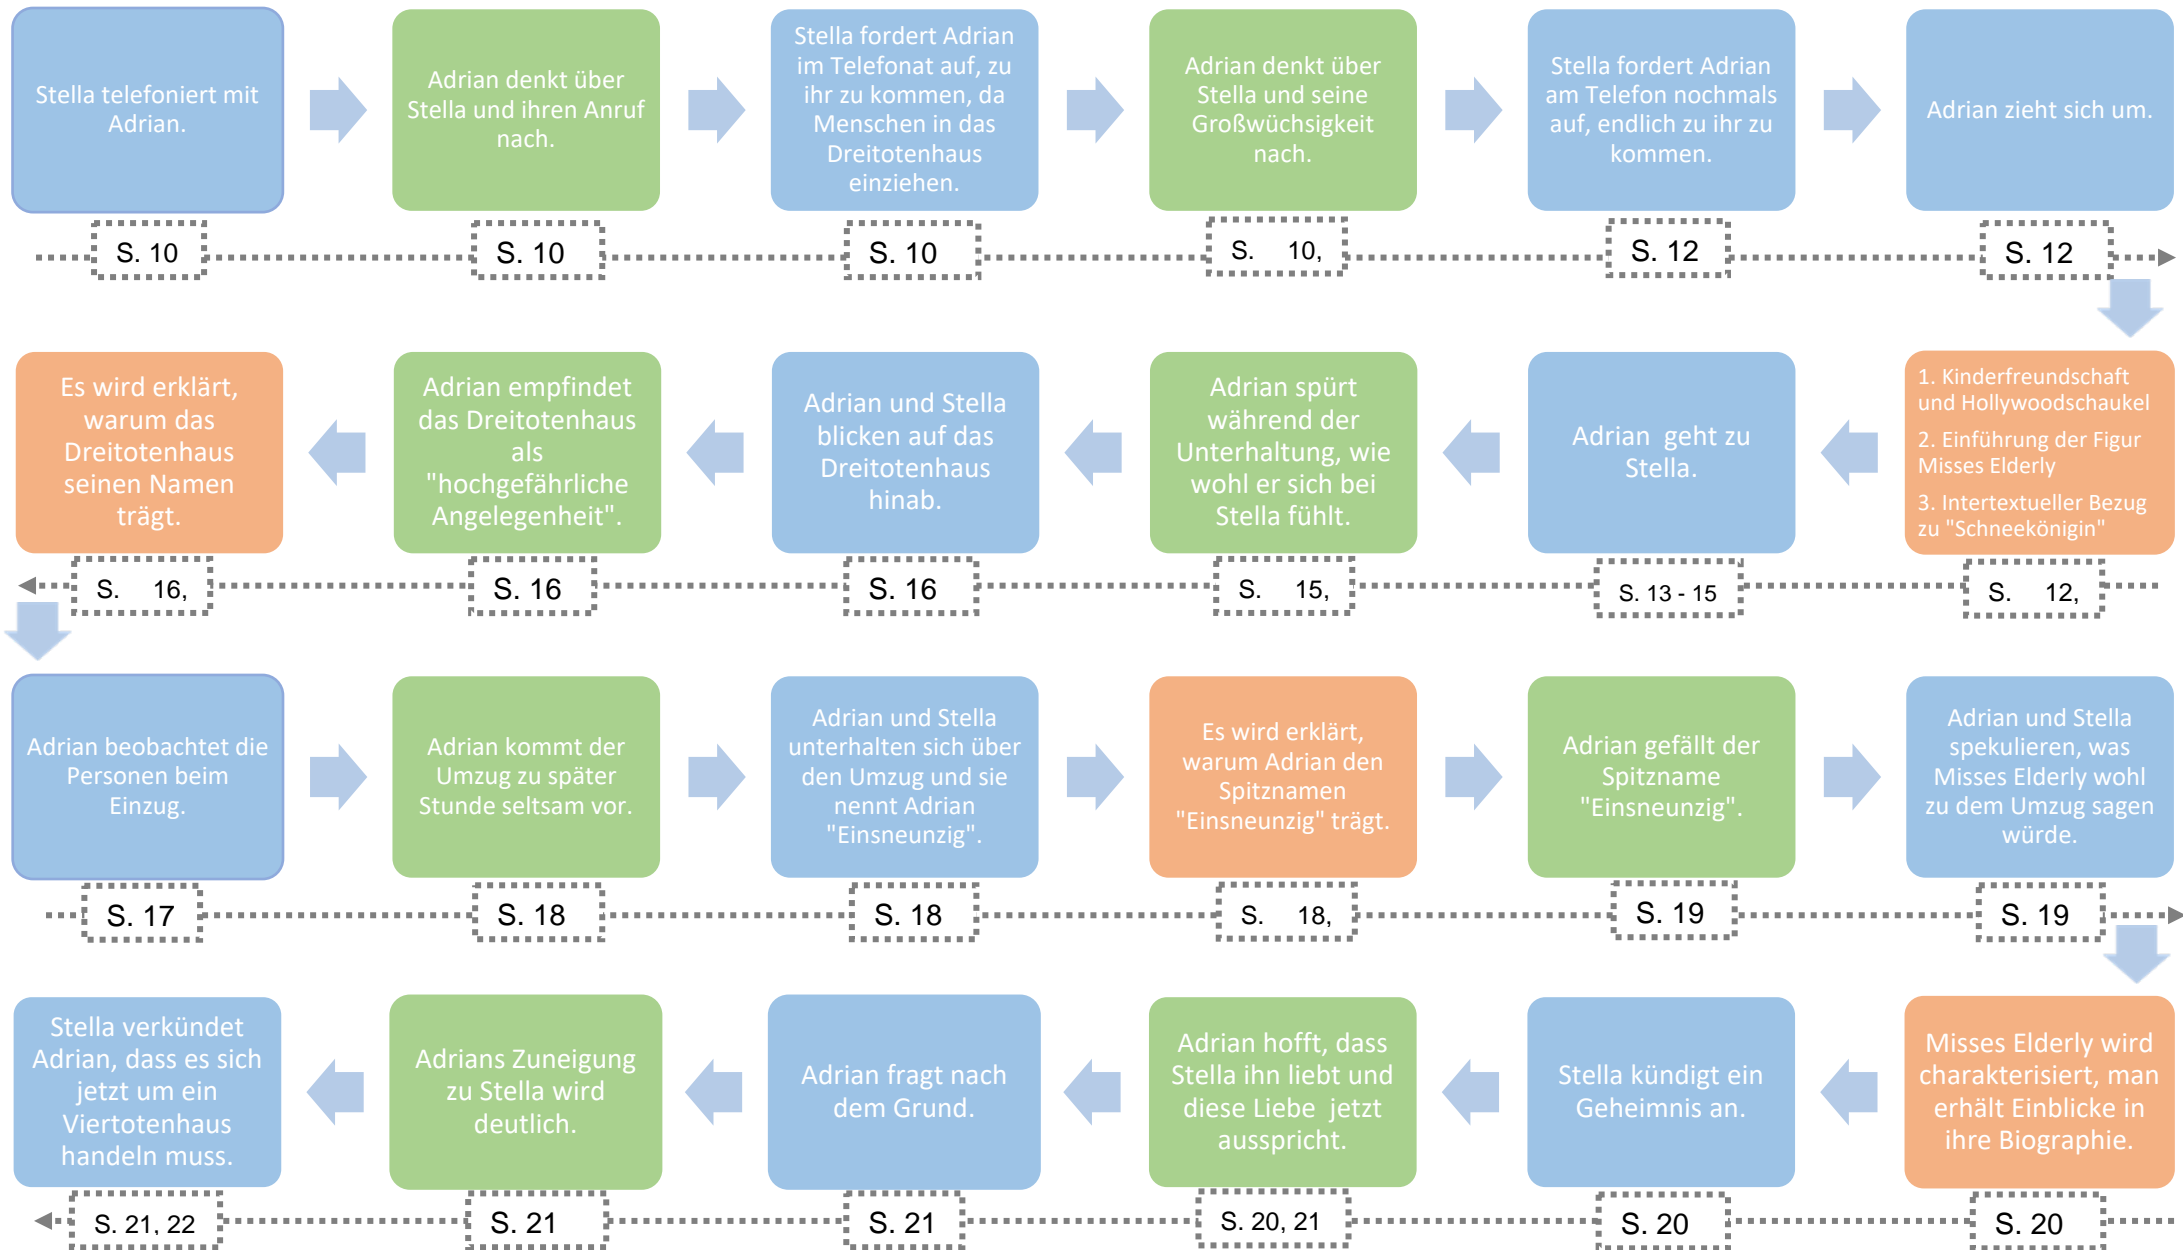 Stella telefoniert mit
Adrian.
Adrian denkt über
Stella und ihren Anruf
nach.
Stella fordert Adrian
im Telefonat auf, zu
ihr zu kommen, da
Menschen in das
Dreitotenhaus
einziehen.
Adrian denkt über
Stella und seine
Großwüchsigkeit
nach.
Stella fordert Adrian
am Telefon nochmals
auf, endlich zu ihr zu
kommen.
Adrian zieht sich um.
S. 10
S. 10
S. 10
S. 10,
S. 12
S. 12
Es wird erklärt,
warum das
Dreitotenhaus
seinen Namen
trägt.
Adrian empfindet
das Dreitotenhaus
als
"hochgefährliche
Angelegenheit".
Adrian und Stella
blicken auf das
Dreitotenhaus
hinab.
Adrian spürt
während der
Unterhaltung, wie
wohl er sich bei
Stella fühlt.
Adrian geht zu
Stella.
1. Kinderfreundschaft
und Hollywoodschaukel
2. Einführung der Figur
Misses Elderly
3. Intertextueller Bezug
zu "Schneekönigin"
S. 16,
S. 16
S. 16
S. 15,
S. 13 - 15
S. 12,
Adrian beobachtet die
Personen beim
Einzug.
Adrian kommt der
Umzug zu später
Stunde seltsam vor.
Adrian und Stella
unterhalten sich über
den Umzug und sie
nennt Adrian
"Einsneunzig".
Es wird erklärt,
warum Adrian den
Spitznamen
"Einsneunzig" trägt.
Adrian gefällt der
Spitzname
"Einsneunzig".
Adrian und Stella
spekulieren, was
Misses Elderly wohl
zu dem Umzug sagen
würde.
S. 17
S. 18
S. 18
S. 18,
S. 19
S. 19
Stella verkündet
Adrian, dass es sich
jetzt um ein
Viertotenhaus
handeln muss.
Adrians Zuneigung
zu Stella wird
deutlich.
Adrian fragt nach
dem Grund.
Adrian hofft, dass
Stella ihn liebt und
diese Liebe jetzt
ausspricht.
Stella kündigt ein
Geheimnis an.
Misses Elderly wird
charakterisiert, man
erhält Einblicke in
ihre Biographie.
S. 21, 22
S. 21
S. 21
S. 20, 21
S. 20
S. 20